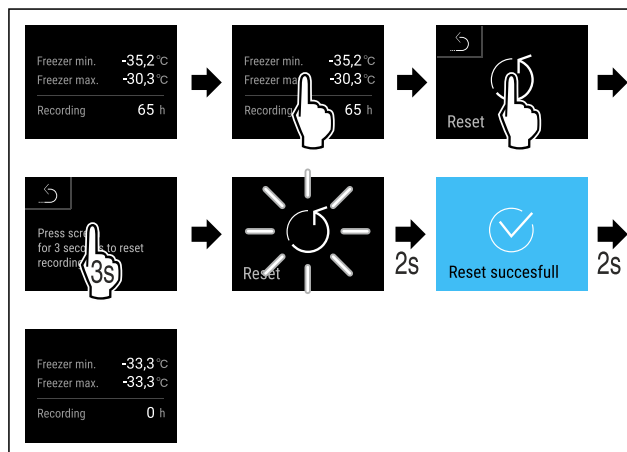 Freezer min. -35,2 °C
Freezer max. -30,3 °C
Recording 65 h
Freezer min. -35,2 °C
Freezer ma -30,3 °C
Recording 65 h
Reset
Press scre
for 3 seco s to reset
recording
3s
Reset
2s
Reset succesfull
2s
Freezer min. -33,3 °C
Freezer max. -33,3 °C
Recording 0 h